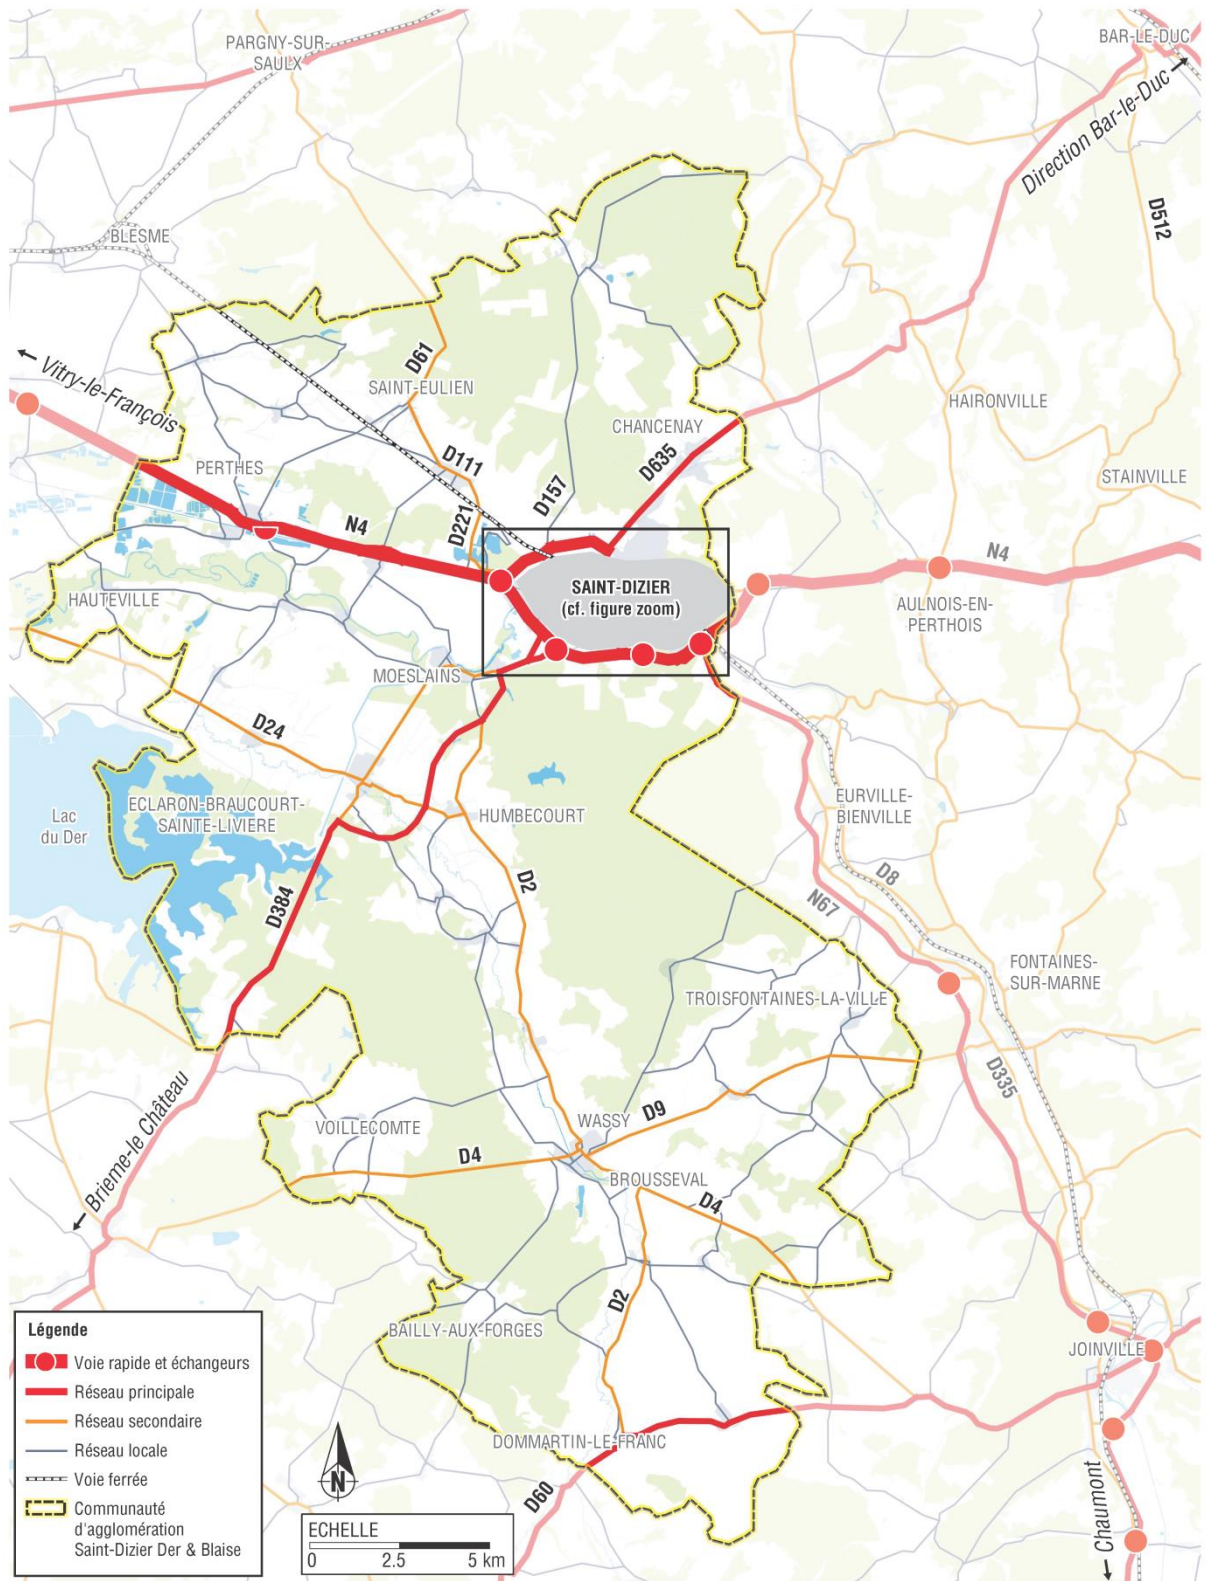 PARGNY-SUR-
SAULX
BAR-LE-DUC
Direction Bar-le-Duc
D512
BLESME
Vitry-le-François
D61
SAINT-EULIEN
CHANCENAY
HAIRONVILLE
STAINVILLE
PERTHES
D111
D157
D635
N4
D221
N4
SAINT-DIZIER
(cf. figure zoom)
AULNOIS-EN-
PERTHOIS
HAUTEVILLE
MOESLAINS
D24
Lac
du Der
ECLARON-BRAUCOURT-
SAINTE-LIVIERE
HUMBECOURT
EURVILLE-
BIENVILLE
D2
D8
D384
N67
FONTAINES-
SUR-MARNE
TROISFONTAINES-LA-VILLE
D335
Brieme-le Château
VOILLECOMTE
WASSY
D9
D4
BROUSSEVAL
D4
D2
BAILLY-AUX-FORGES
JOINVILLE
DOMMARTIN-LE-FRANC
D60
Chaumont
Légende
Voie rapide et échangeurs
Réseau principale
Réseau secondaire
Réseau locale
Voie ferrée
Communauté
d'agglomération
Saint-Dizier Der & Blaise
N
ECHELLE
0 2.5 5 km